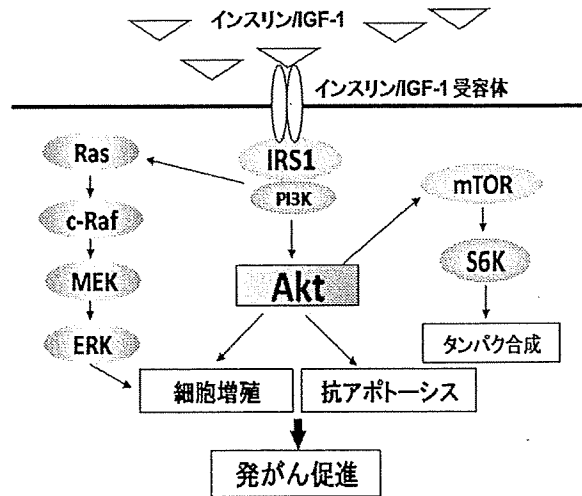 インスリン/IGF-1
インスリン/IGF-1 受容体
IRS1
PI3K
Ras
c-Raf
MEK
ERK
Akt
mTOR
S6K
タンパク合成
細胞増殖
抗アポトーシス
発がん促進